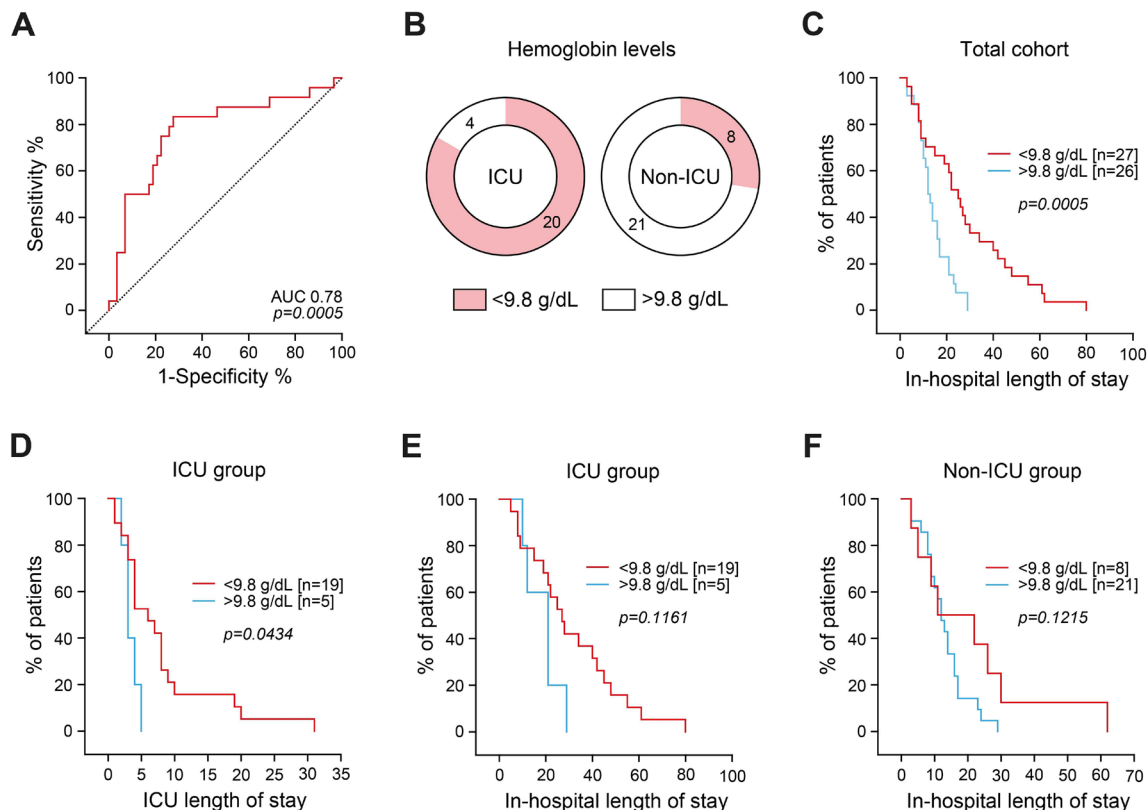 A
Sensitivity %
100
80
60
40
20
0
AUC 0.78
p=0.0005
0 20 40 60 80 100
1-Specificity %
B
Hemoglobin levels
4
ICU
20
8
Non-ICU
21
<9.8 g/dL
>9.8 g/dL
C
Total cohort
% of patients
100
80
60
40
20
0
<9.8 g/dL [n=27]
>9.8 g/dL [n=26]
p=0.0005
0 20 40 60 80 100
In-hospital length of stay
D
ICU group
% of patients
100
80
60
40
20
0
<9.8 g/dL [n=19]
>9.8 g/dL [n=5]
p=0.0434
0 5 10 15 20 25 30 35
ICU length of stay
E
ICU group
% of patients
100
80
60
40
20
0
<9.8 g/dL [n=19]
>9.8 g/dL [n=5]
p=0.1161
0 20 40 60 80 100
In-hospital length of stay
F
Non-ICU group
% of patients
100
80
60
40
20
0
<9.8 g/dL [n=8]
>9.8 g/dL [n=21]
p=0.1215
0 10 20 30 40 50 60 70
In-hospital length of stay